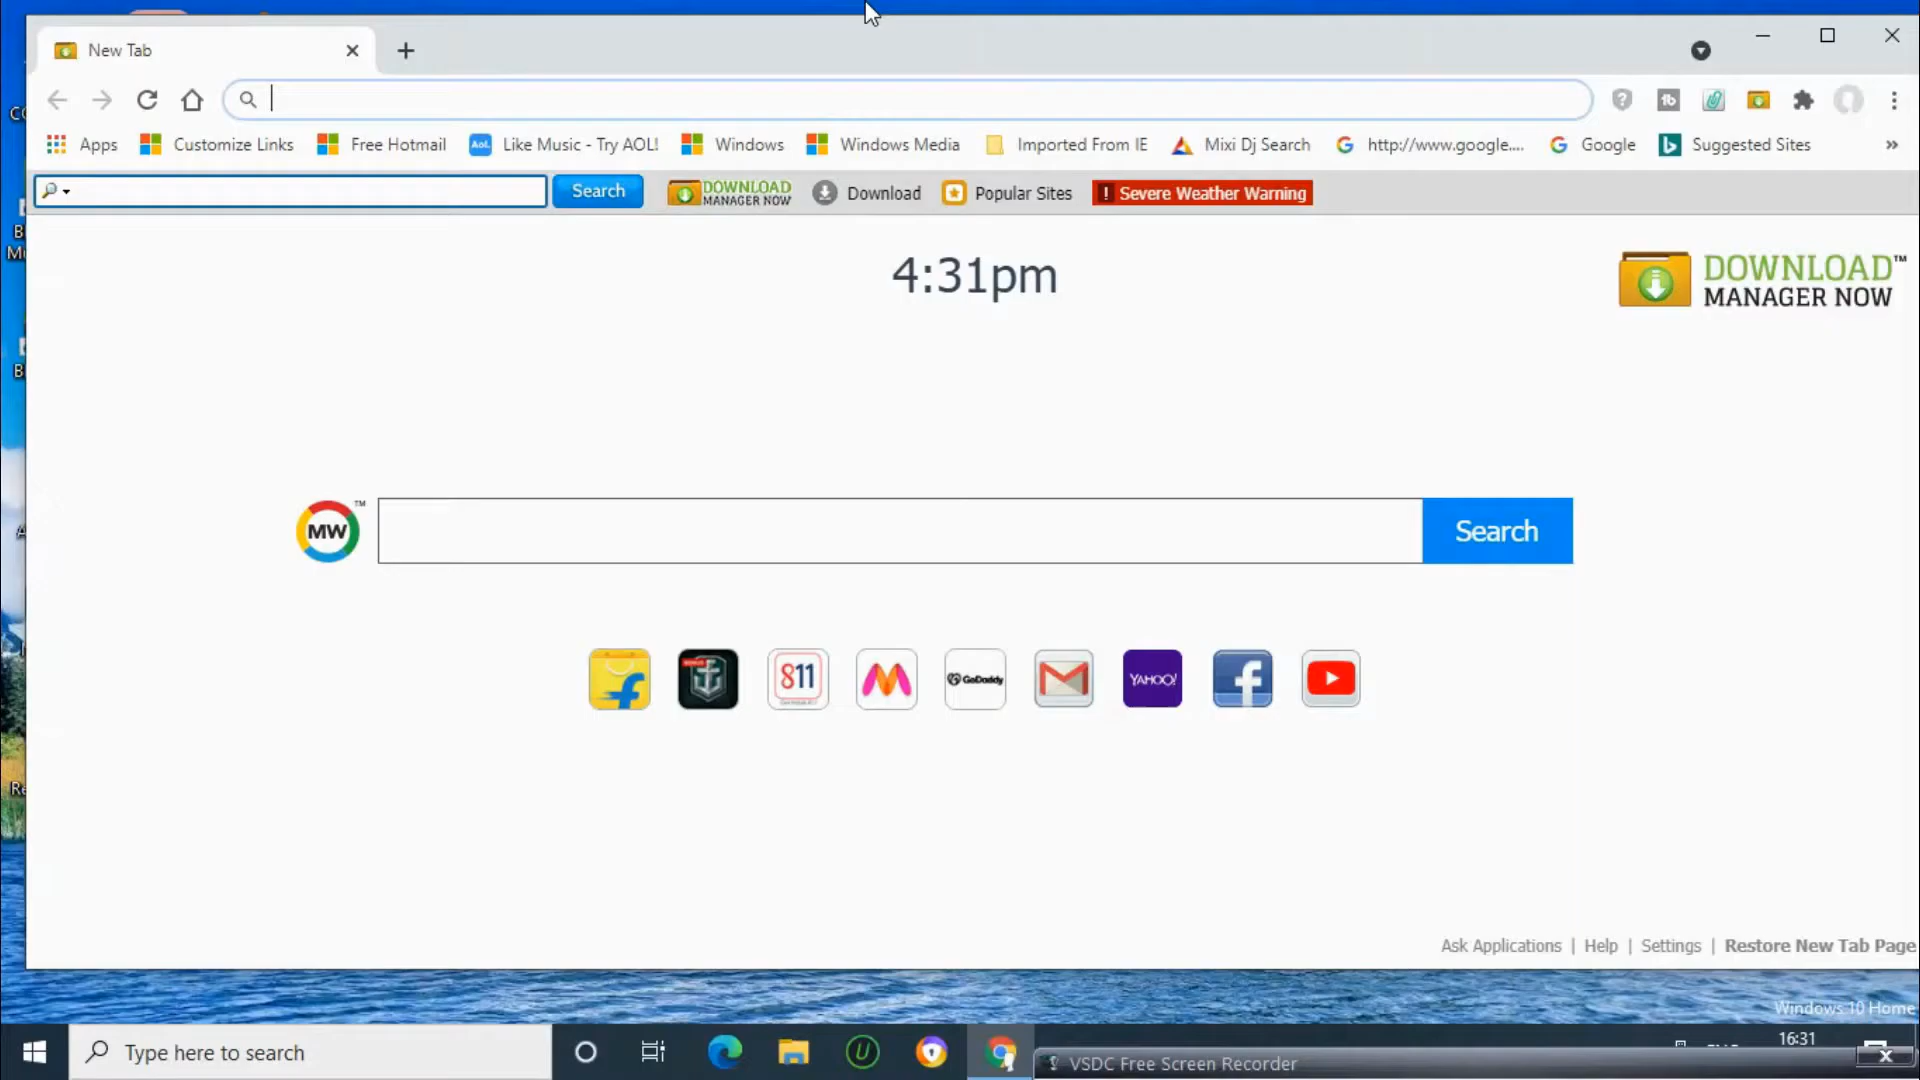 New Tab
Apps Customize Links Free Hotmail Aol. Like Music - Try AOL! Windows Windows Media Imported From IE Mixi Dj Search http://www.google.... Google Suggested Sites »
Search DOWNLOAD MANAGER NOW Download Popular Sites ! Severe Weather Warning
4:31pm
DOWNLOAD™
MANAGER NOW
MW™
Search
811
GoDaddy
YAHOO!
Ask Applications | Help | Settings | Restore New Tab Page
Windows 10 Home
Type here to search
VSDC Free Screen Recorder
16:31